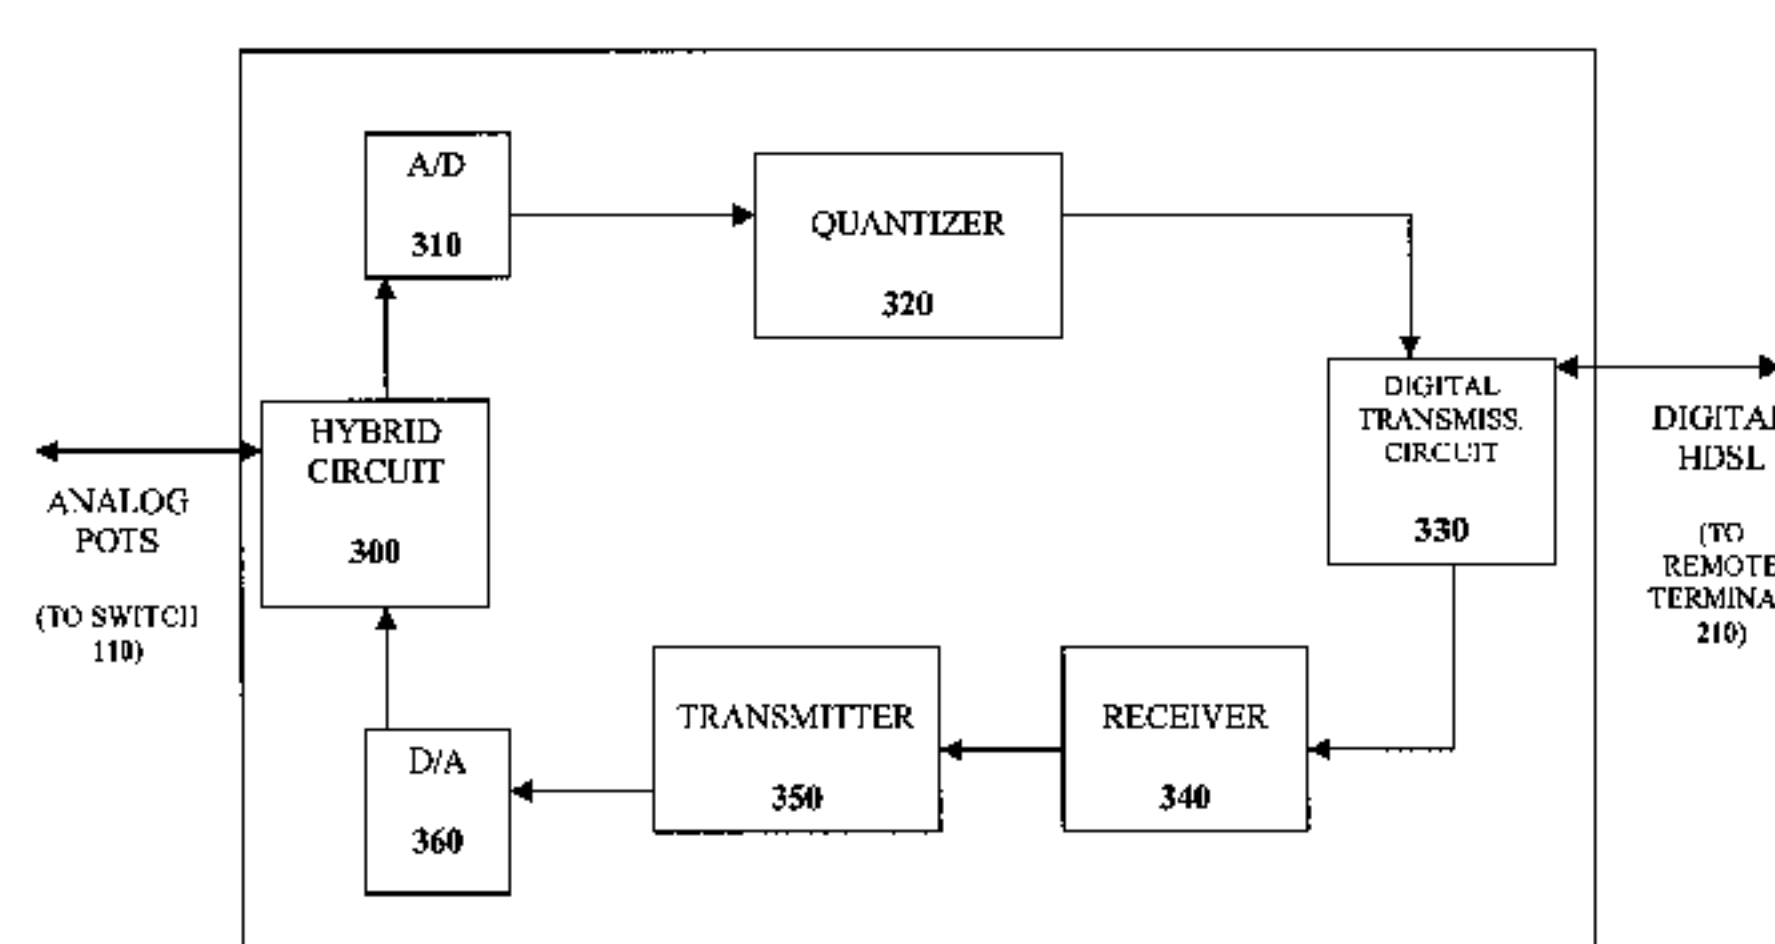 A/D
310
QUANTIZER
320
DIGITAL
TRANSMISS.
CIRCUIT
330
HYBRID
CIRCUIT
300
ANALOG
POTS
(TO SWITCH
110)
DIGITAL
HDSL
(TO
REMOTE
TERMINA
210)
TRANSMITTER
350
RECEIVER
340
D/A
360